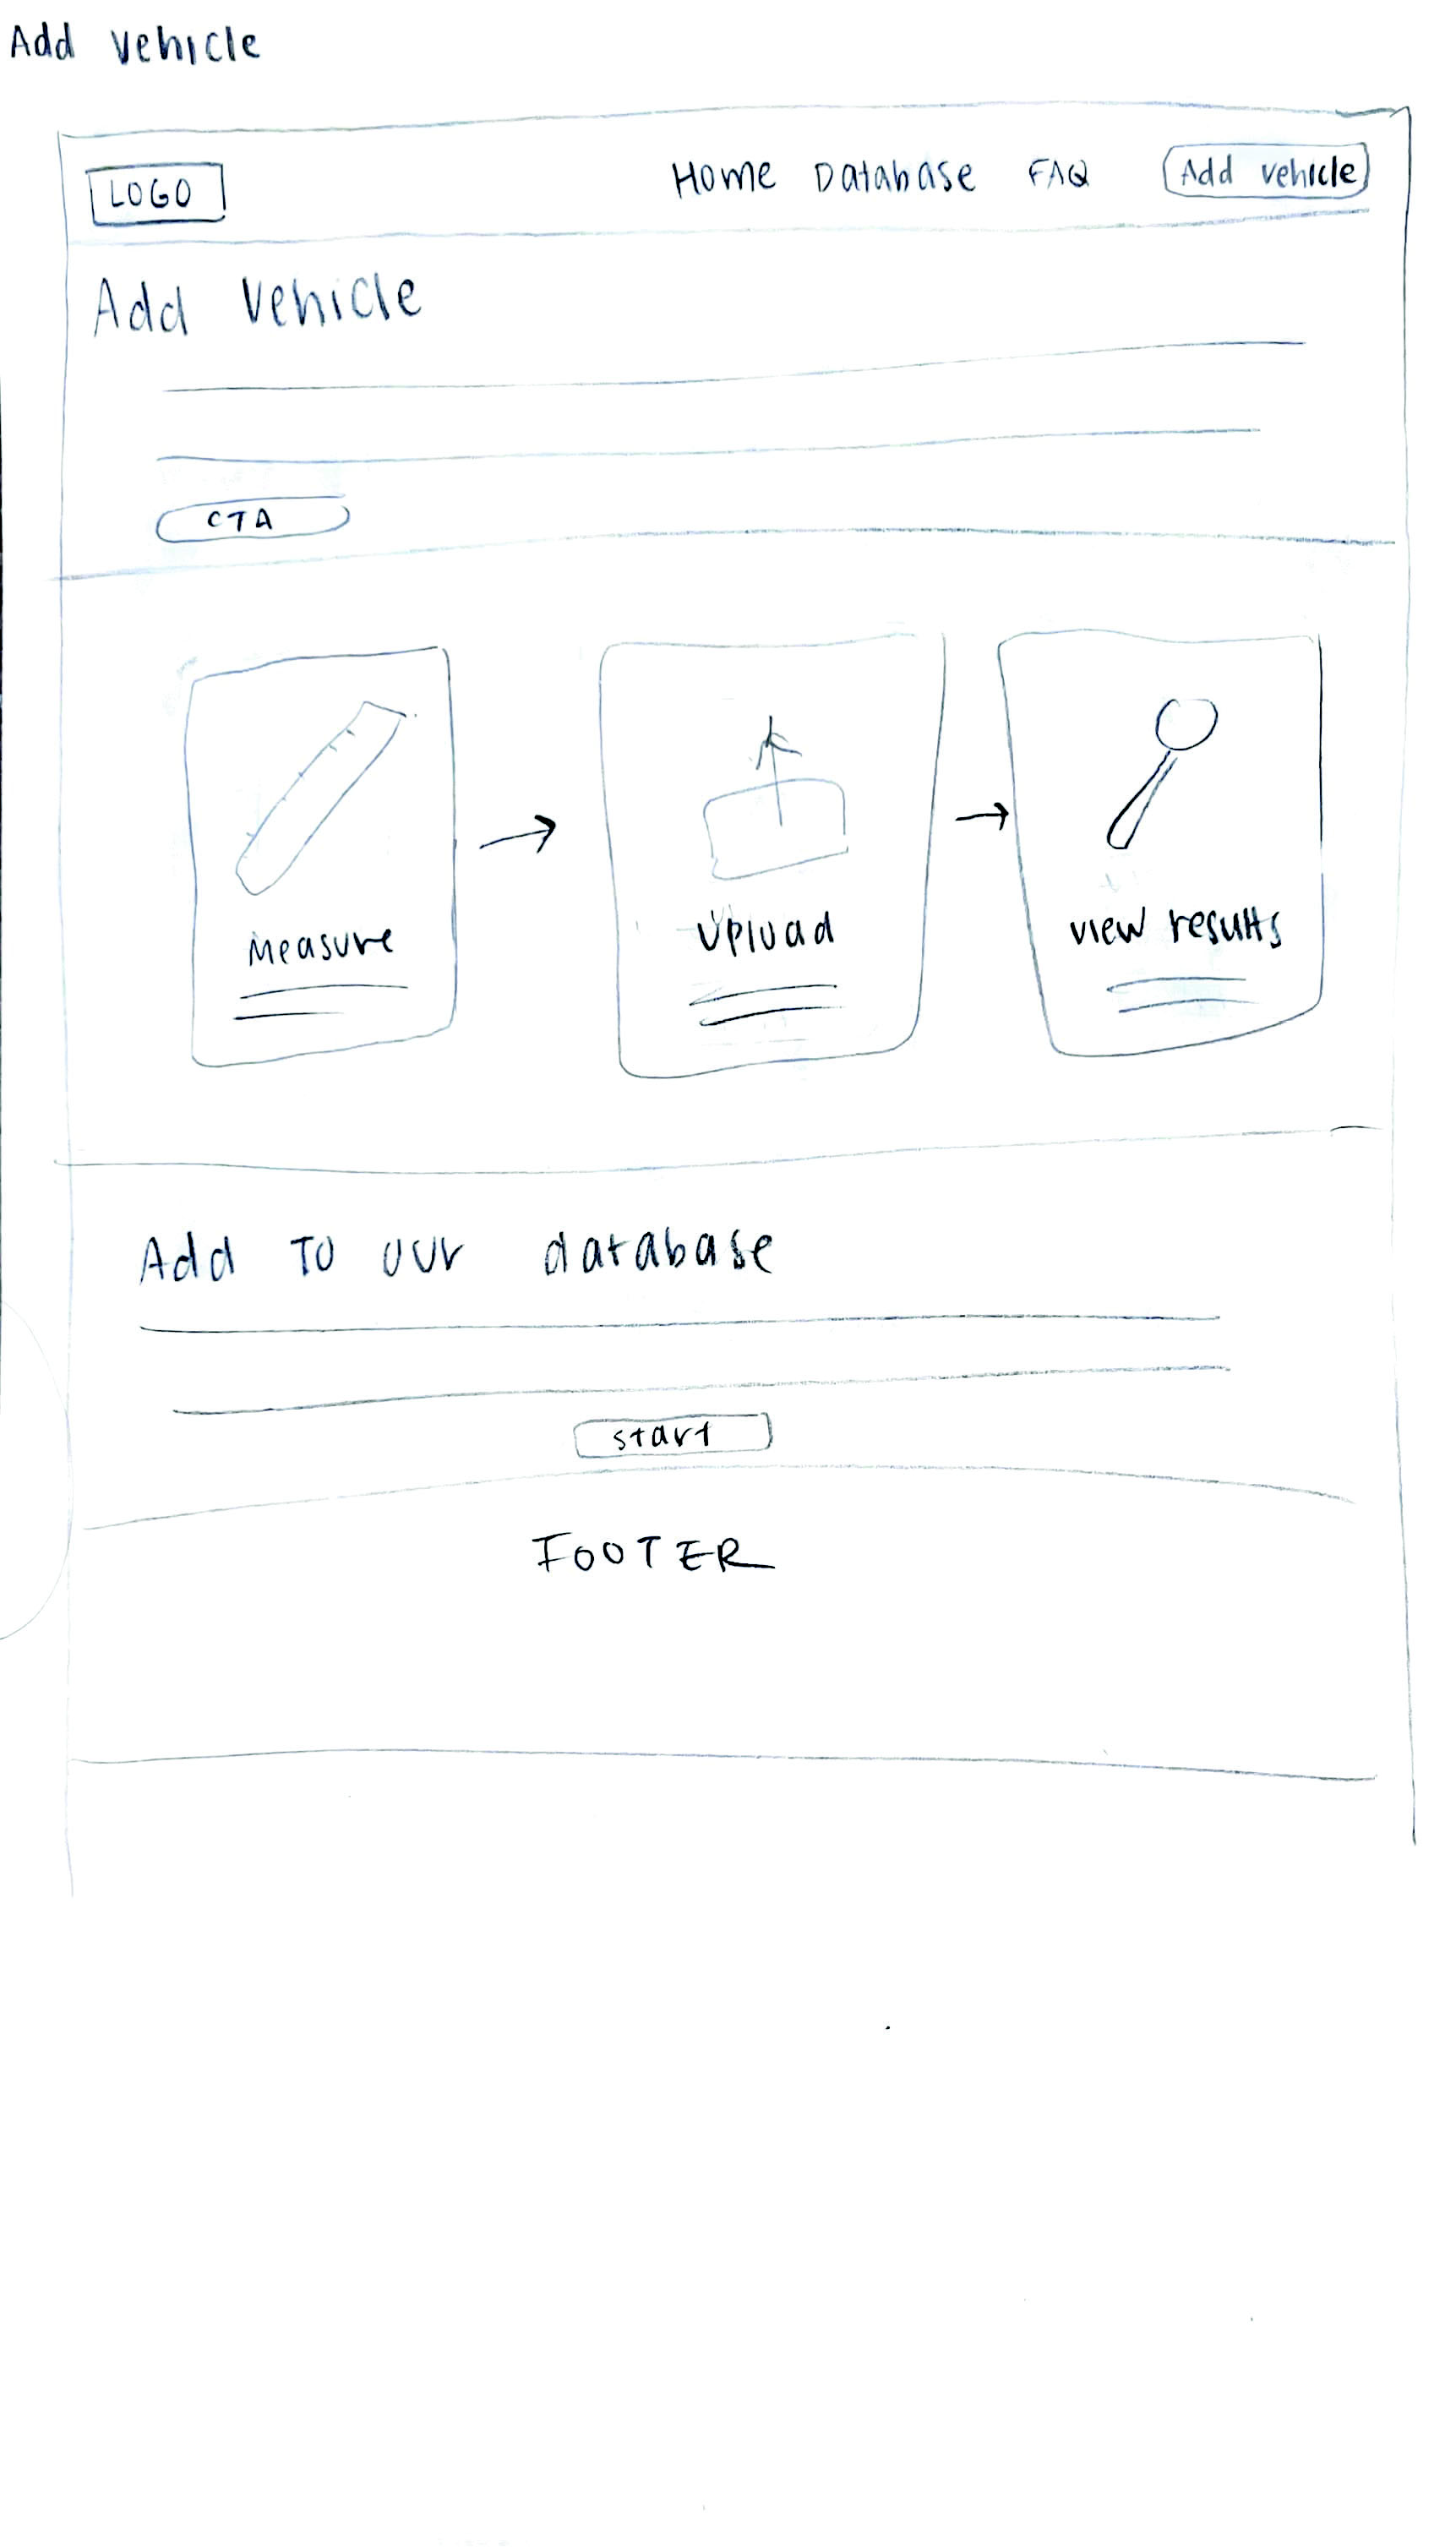 Add Vehicle
LOGO
Home Database FAQ Add vehicle
Add Vehicle
CTA
Measure
Upload
view results
Add To our database
start
FOOTER